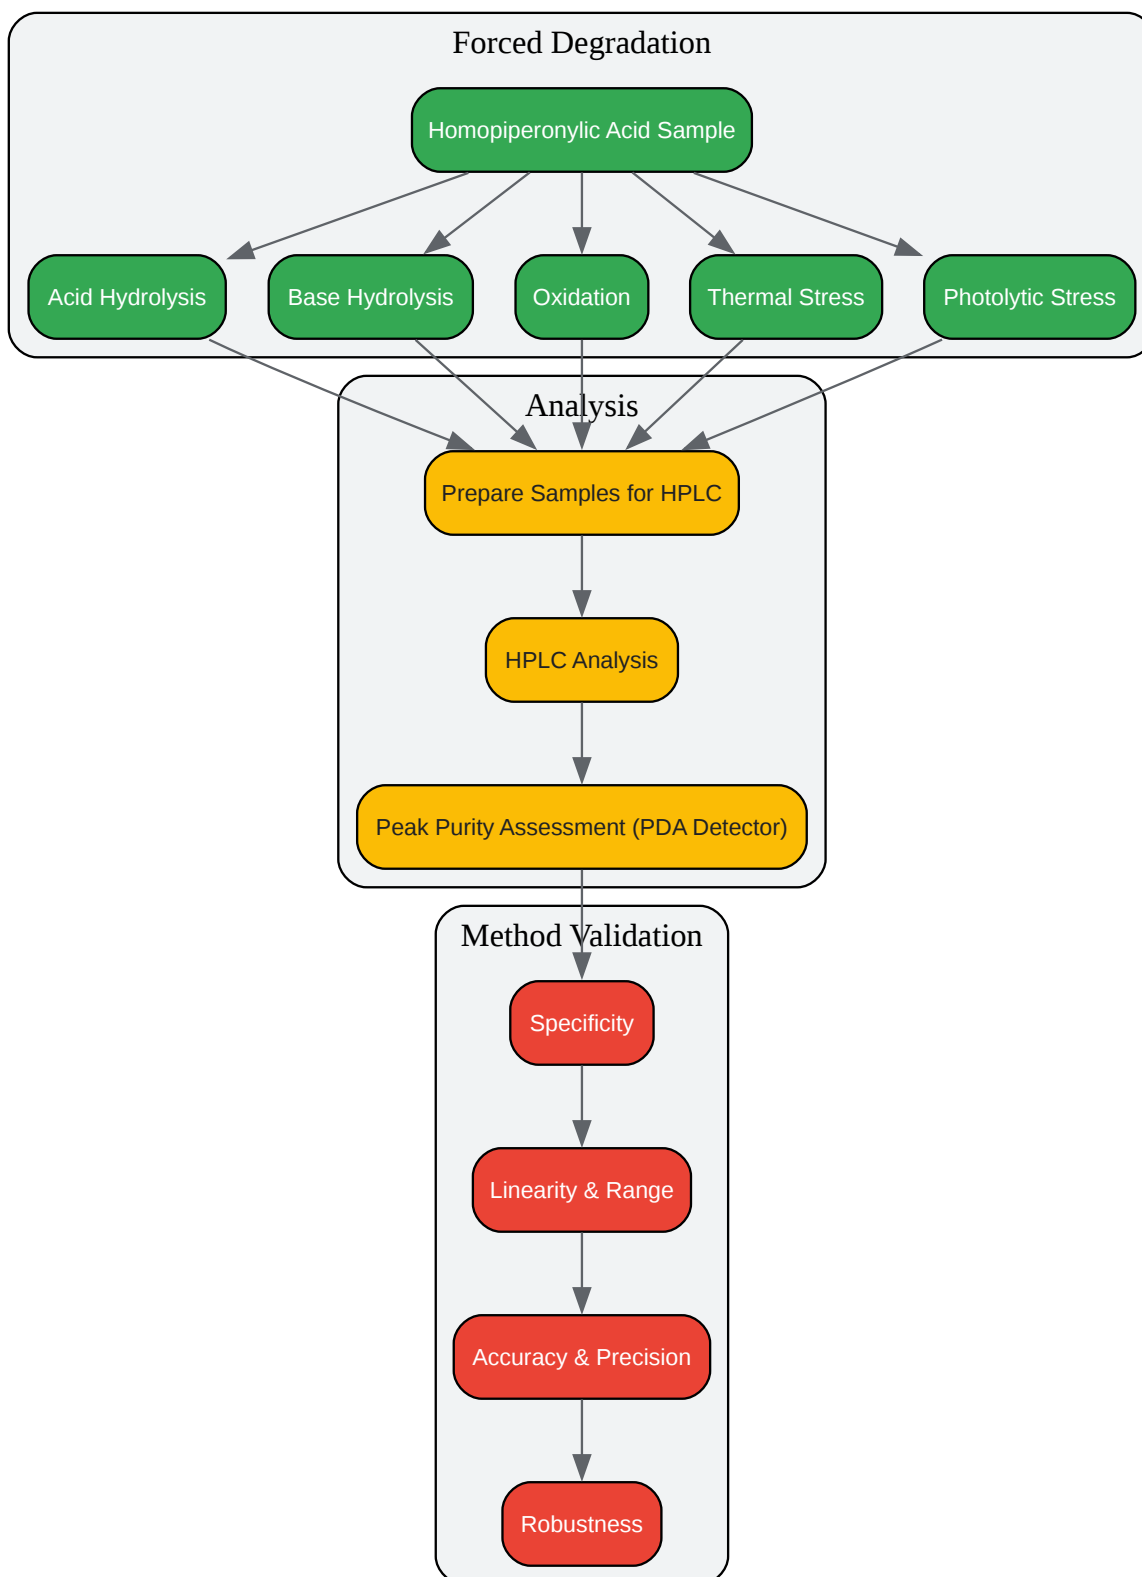 Forced Degradation
Homopiperonylic Acid Sample
Acid Hydrolysis
Base Hydrolysis
Oxidation
Thermal Stress
Photolytic Stress
Analysis
Prepare Samples for HPLC
HPLC Analysis
Peak Purity Assessment (PDA Detector)
Method Validation
Specificity
Linearity & Range
Accuracy & Precision
Robustness